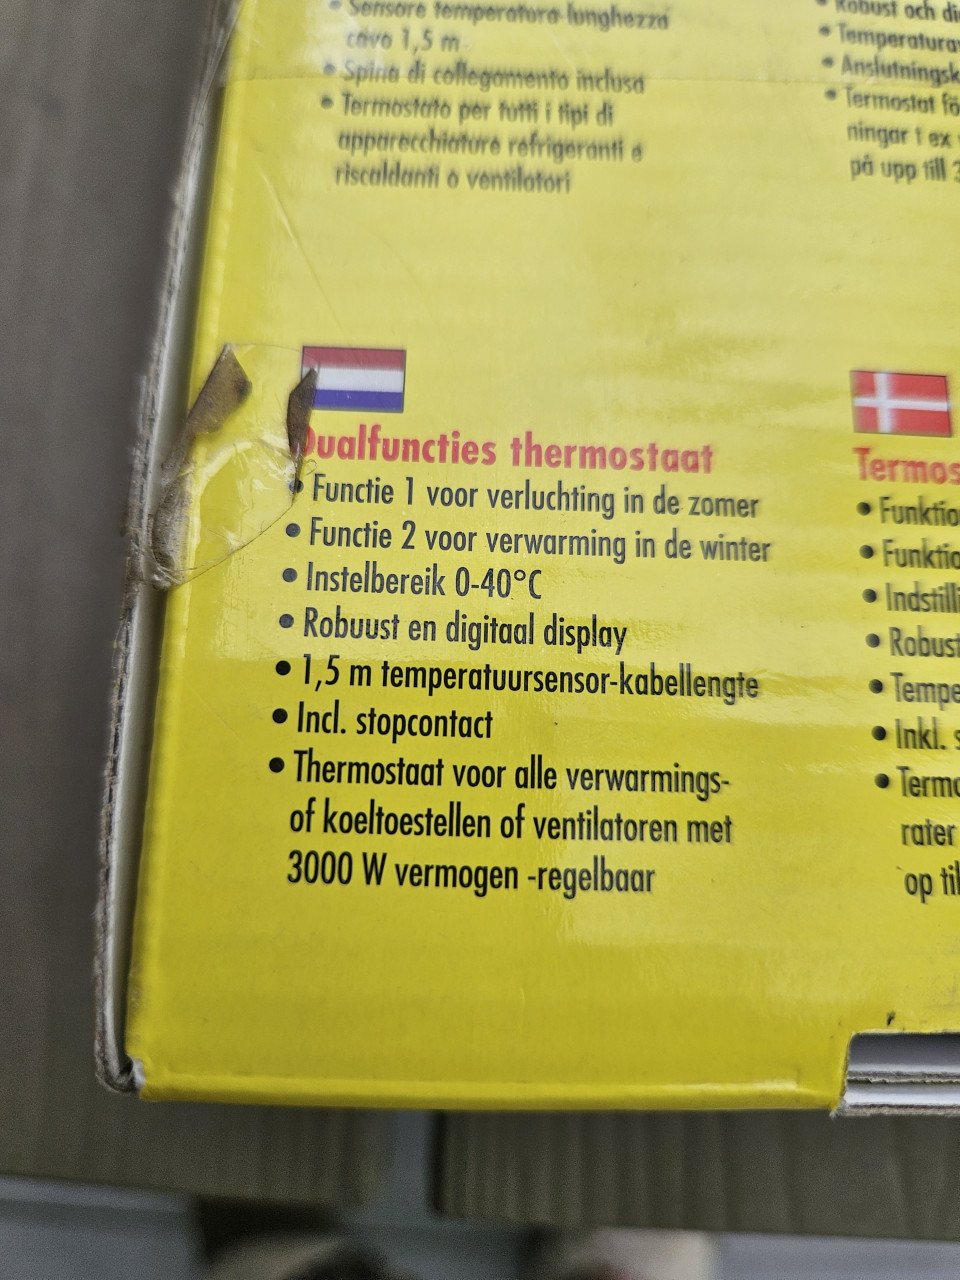 • Sensore temperatura lunghezza
cavo 1,5 m
• Spina di collegamento inclusa
• Termostato per tutti i tipi di
apparecchiature refrigeranti e
riscaldanti o ventilatori
• Robust och di
• Temperatura
• Anslutningsk
• Termostat fö
ningar t ex
på upp till 3
Dualfuncties thermostaat
• Functie 1 voor verluchting in de zomer
• Functie 2 voor verwarming in de winter
• Instelbereik 0-40°C
• Robuust en digitaal display
• 1,5 m temperatuursensor-kabellengte
• Incl. stopcontact
• Thermostaat voor alle verwarmings-
of koeltoestellen of ventilatoren met
3000 W vermogen -regelbaar
Termos
• Funktio
• Funktio
• Indstilli
• Robust
• Tempe
• Inkl. s
• Termo
rater
op til